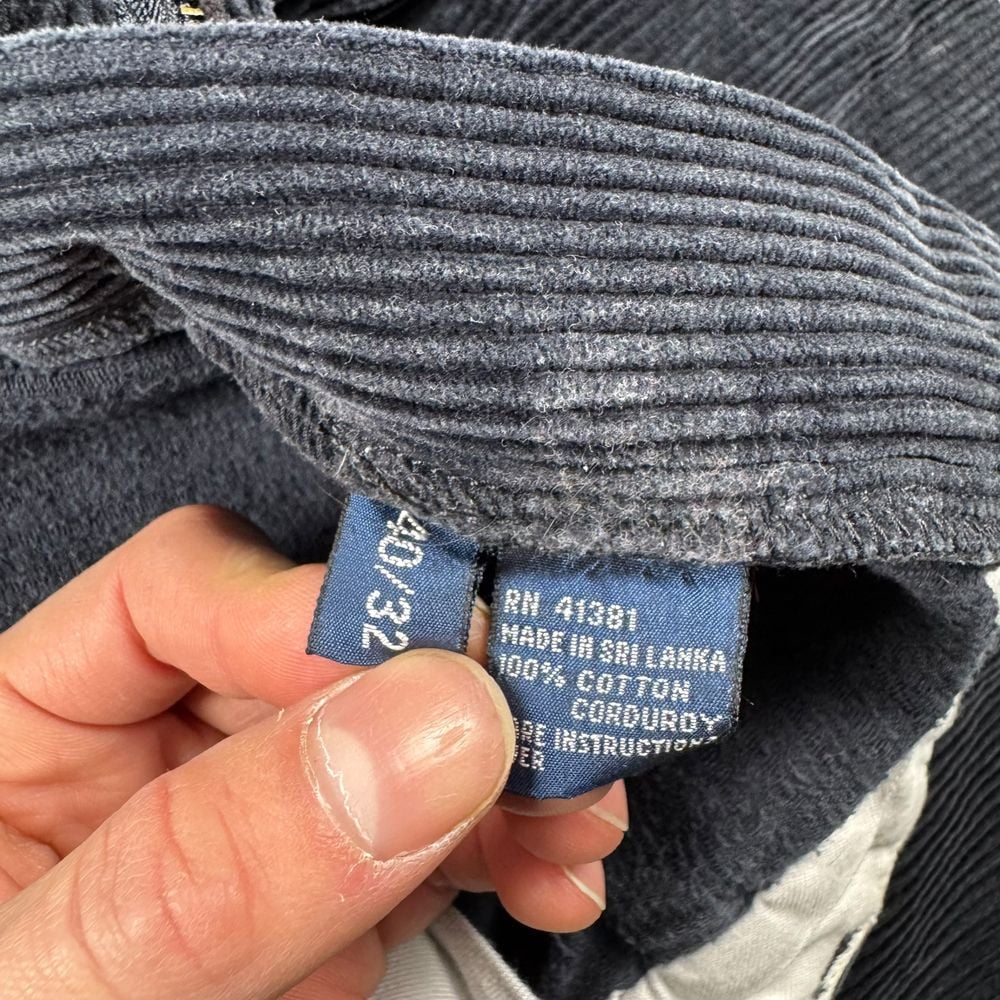 40/32
RN 41381
MADE IN SRI LANKA
100% COTTON
CORDUROY
INSTRUCTIONS